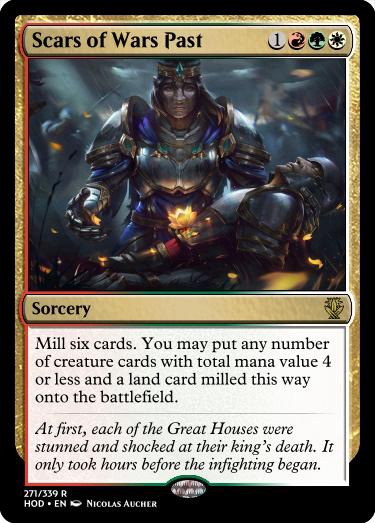 Scars of Wars Past 1
Sorcery
Mill six cards. You may put any number
of creature cards with total mana value 4
or less and a land card milled this way
onto the battlefield.
At first, each of the Great Houses were
stunned and shocked at their king's death. It
only took hours before the infighting began.
271/339 R
HOD • EN Nicolas Aucher